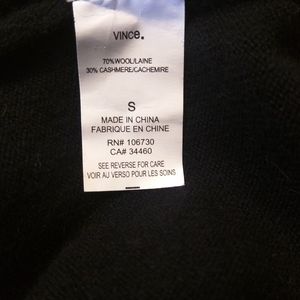 VINCE.
70%WOOL/LAINE
30% CASHMERE/CACHEMIRE
S
MADE IN CHINA
FABRIQUE EN CHINE
RN# 106730
CA# 34460
SEE REVERSE FOR CARE
VOIR AU VERSO POUR LES SOINS